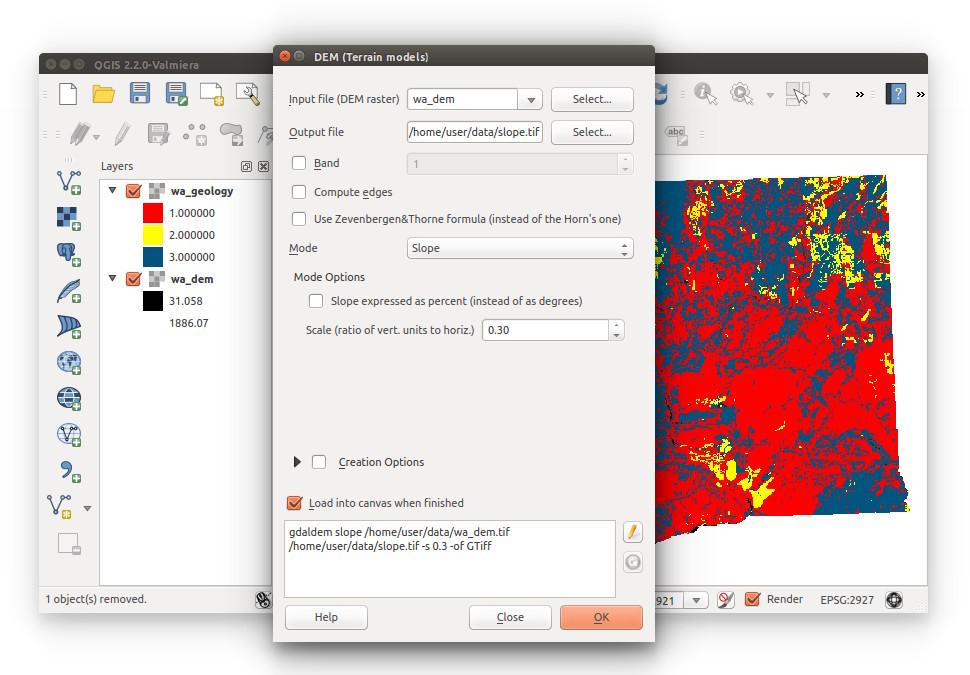 QGIS 2.2.0-Valmiera
DEM (Terrain models)
Input file (DEM raster)
wa_dem
Select...
Output file
/home/user/data/slope.tif
Select...
Band
1
Compute edges
Use Zevenbergen&Thorne formula (instead of the Horn's one)
Mode
Slope
Mode Options
Slope expressed as percent (instead of as degrees)
Scale (ratio of vert. units to horiz.)
0.30
Creation Options
Load into canvas when finished
gdaldem slope /home/user/data/wa_dem.tif
/home/user/data/slope.tif -s 0.3 -of GTiff
Help
Close
OK
Layers
wa_geology
1.000000
2.000000
3.000000
wa_dem
31.058
1886.07
abc
»
?
»
1 object(s) removed.
921
Render
EPSG:2927